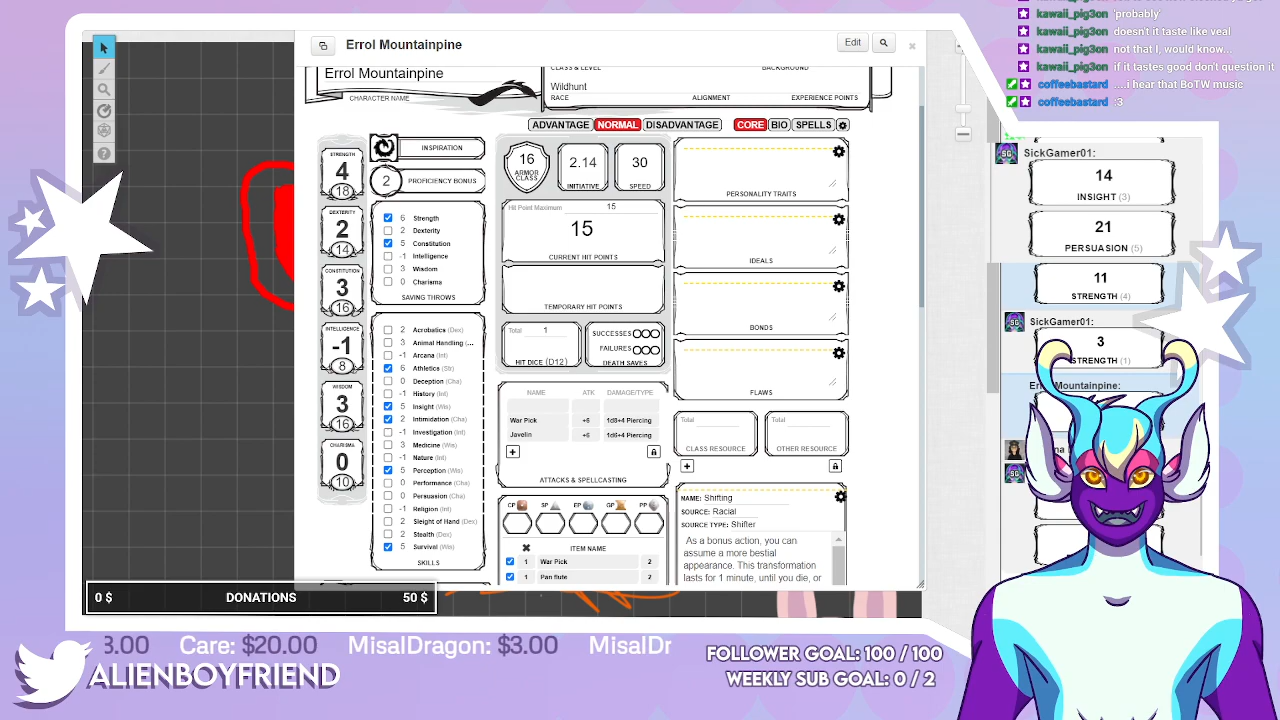 Errol Mountainpine
Edit
Errol Mountainpine
CHARACTER NAME
CLASS & LEVEL
BACKGROUND
Wildhunt
RACE
ALIGNMENT
EXPERIENCE POINTS
ADVANTAGE NORMAL DISADVANTAGE
CORE BIO SPELLS
STRENGTH
4
18
DEXTERITY
2
14
CONSTITUTION
3
16
INTELLIGENCE
-1
8
WISDOM
3
16
CHARISMA
0
10
INSPIRATION
2 PROFICIENCY BONUS
6 Strength
2 Dexterity
5 Constitution
-1 Intelligence
3 Wisdom
0 Charisma
SAVING THROWS
2 Acrobatics (Dex)
3 Animal Handling (...
-1 Arcana (Int)
6 Athletics (Str)
0 Deception (Cha)
-1 History (Int)
5 Insight (Wis)
2 Intimidation (Cha)
-1 Investigation (Int)
3 Medicine (Wis)
-1 Nature (Int)
5 Perception (Wis)
0 Performance (Cha)
0 Persuasion (Cha)
-1 Religion (Int)
2 Sleight of Hand (Dex)
2 Stealth (Dex)
5 Survival (Wis)
SKILLS
16
ARMOR CLASS
2.14
INITIATIVE
30
SPEED
Hit Point Maximum 15
15
CURRENT HIT POINTS
TEMPORARY HIT POINTS
Total 1
HIT DICE (D12)
SUCCESSES
FAILURES
DEATH SAVES
NAME ATK DAMAGE/TYPE
War Pick +6 1d8+4 Piercing
Javelin +6 1d6+4 Piercing
ATTACKS & SPELLCASTING
CP SP EP GP PP
ITEM NAME
1 War Pick 2
1 Pan flute 2
PERSONALITY TRAITS
IDEALS
BONDS
FLAWS
Total
CLASS RESOURCE
Total
OTHER RESOURCE
NAME: Shifting
SOURCE: Racial
SOURCE TYPE: Shifter
As a bonus action, you can
assume a more bestial
appearance. This transformation
lasts for 1 minute, until you die, or
kawaii_pig3on 'probably'
kawaii_pig3on doesn't it taste like veal
kawaii_pig3on not that I, would know...
kawaii_pig3on if it tastes good don't question it
coffeebastard ....i hear that BoTW music
coffeebastard :3
SickGamer01:
14
INSIGHT (3)
21
PERSUASION (5)
11
STRENGTH (4)
SickGamer01:
3
STRENGTH (1)
0 $ DONATIONS 50 $
3.00 Care: $20.00 MisalDragon: $3.00 MisalDr
ALIENBOYFRIEND
FOLLOWER GOAL: 100 / 100
WEEKLY SUB GOAL: 0 / 2